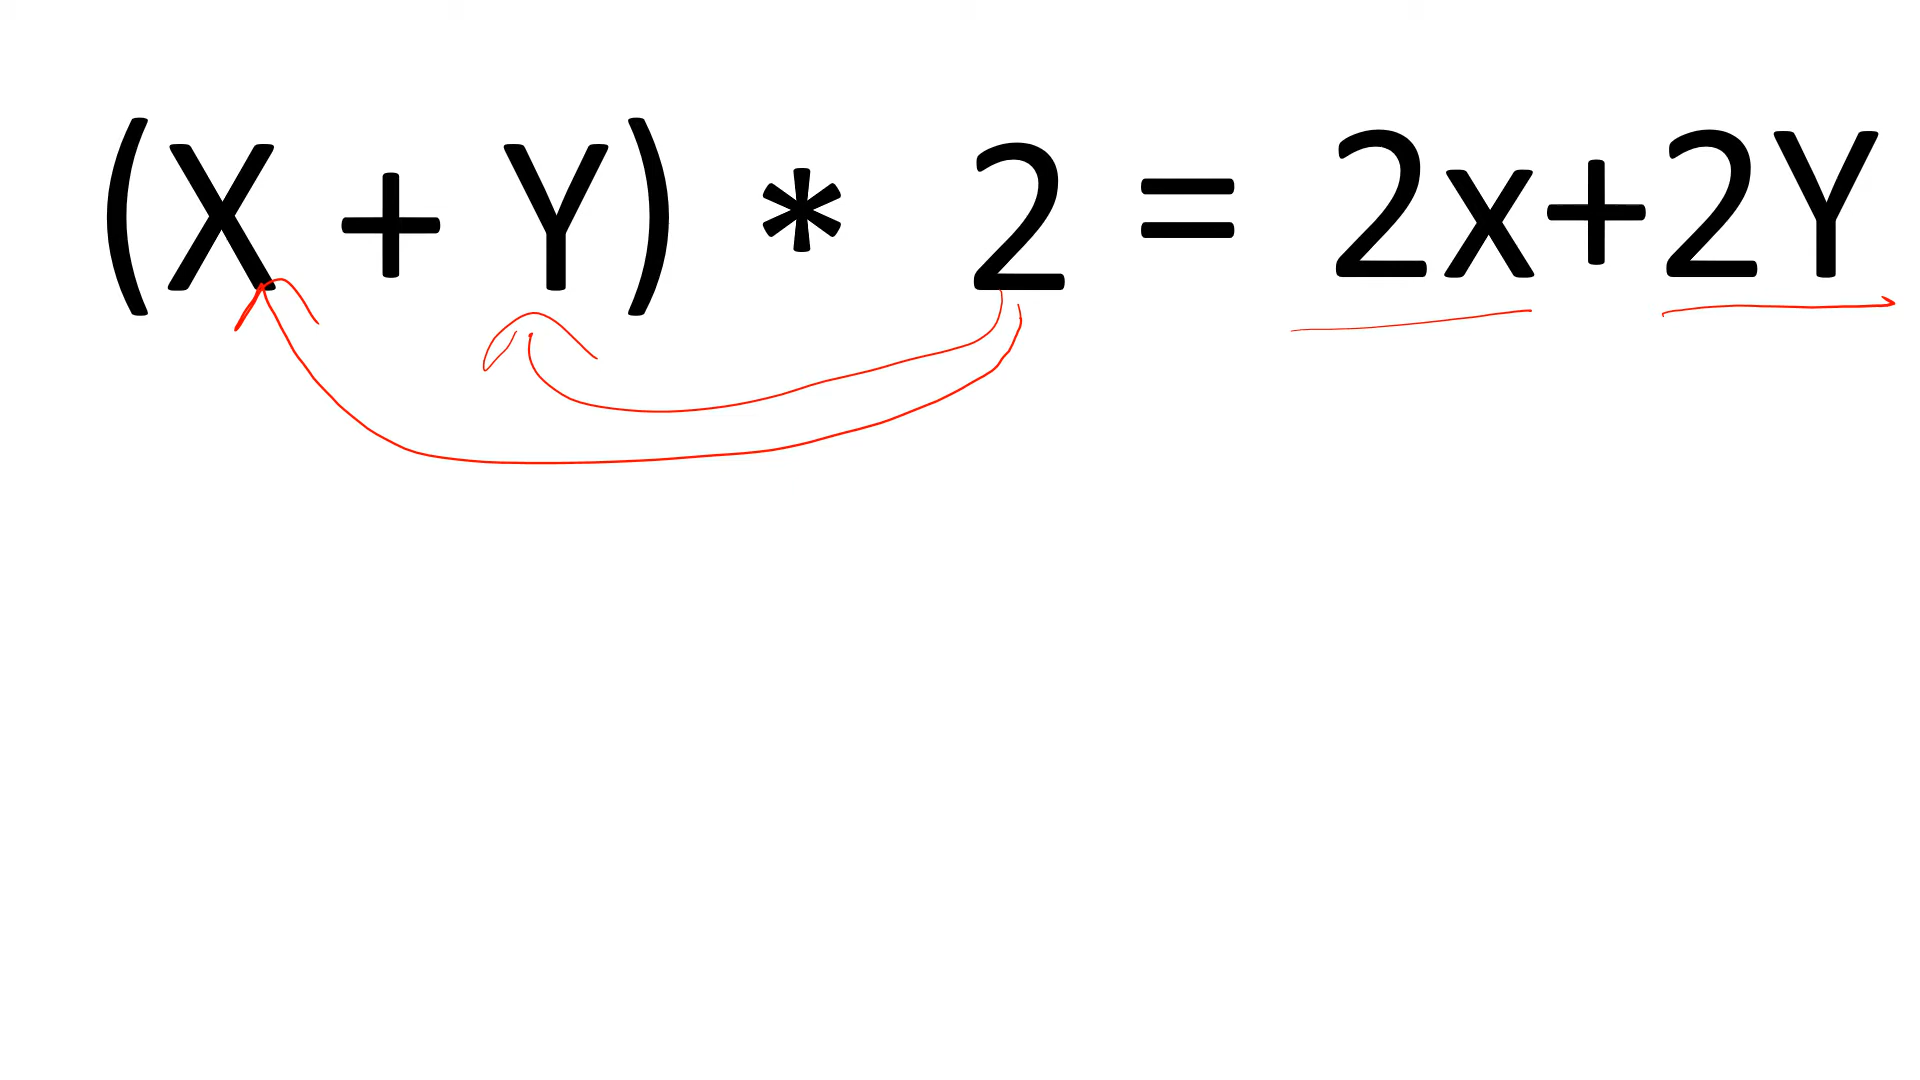 (X + Y) * 2 = 2x+2Y